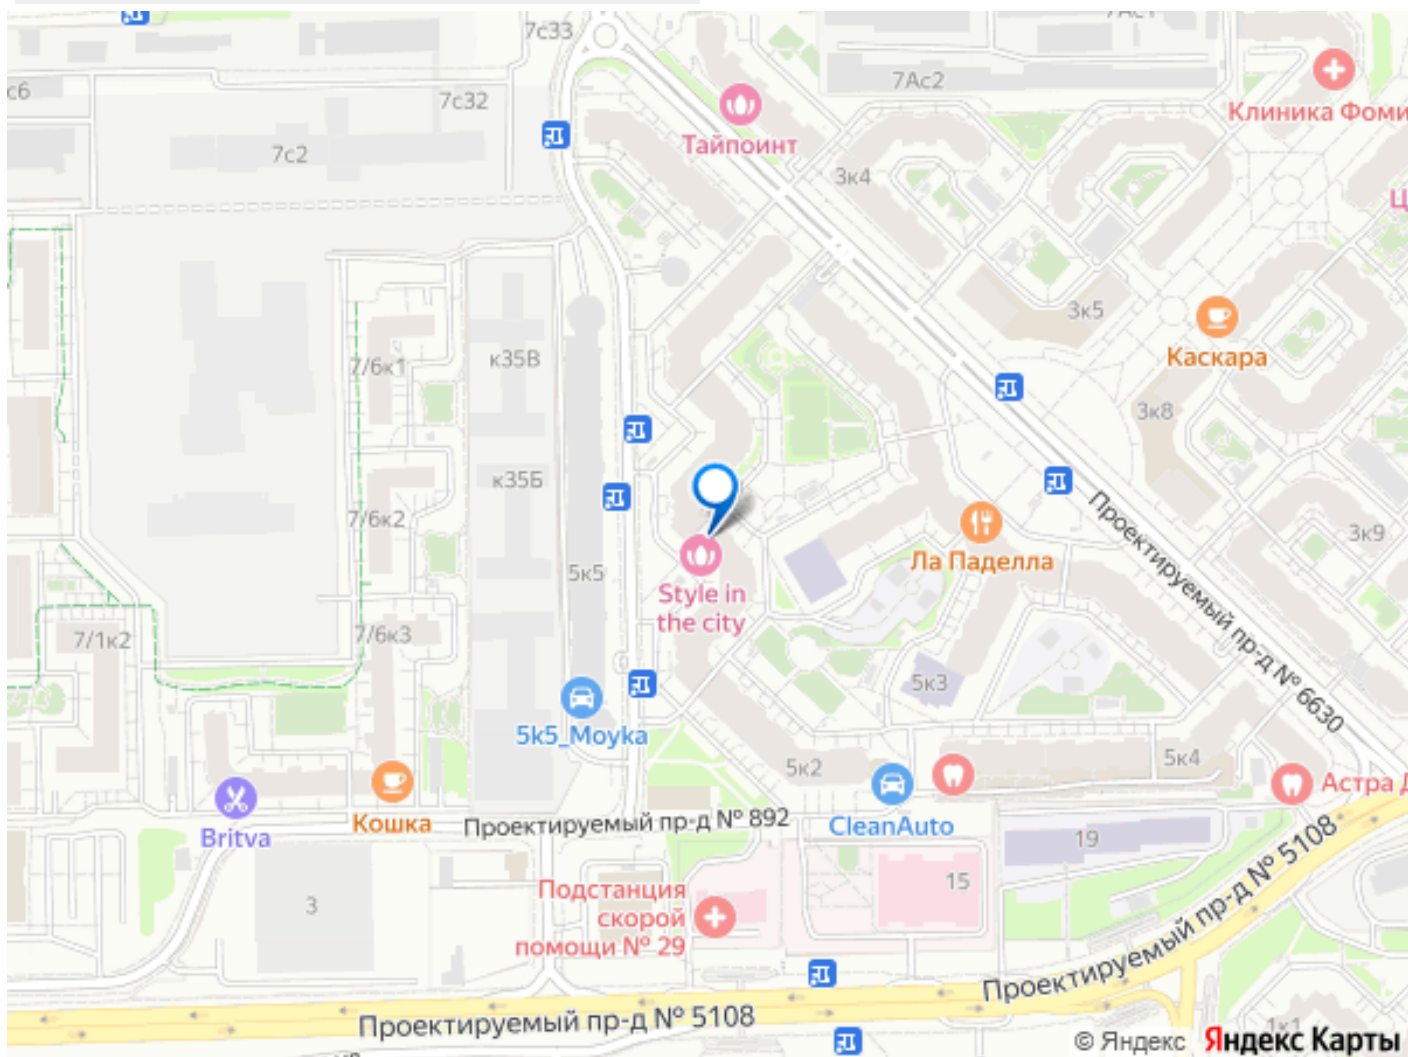 7с33
7Ас1
с6
7с32
7Ас2
Клиника Фоми
Тайпоинт
7с2
3к4
Ц
3к5
к35В
7/6к1
Каскара
3к8
к35Б
7/6к2
Проектируемый пр-д № 6630
3к9
Ла Паделла
5к5
Style in
the city
7/1к2
7/6к3
5к3
5k5_Moyka
5к2
5к4
Астра Д
Кошка
Britva
Проектируемый пр-д № 892
CleanAuto
19
15
3
Подстанция
скорой
помощи № 29
Проектируемый пр-д № 5108
Проектируемый пр-д № 5108
1к1
© Яндекс Яндекс Карты